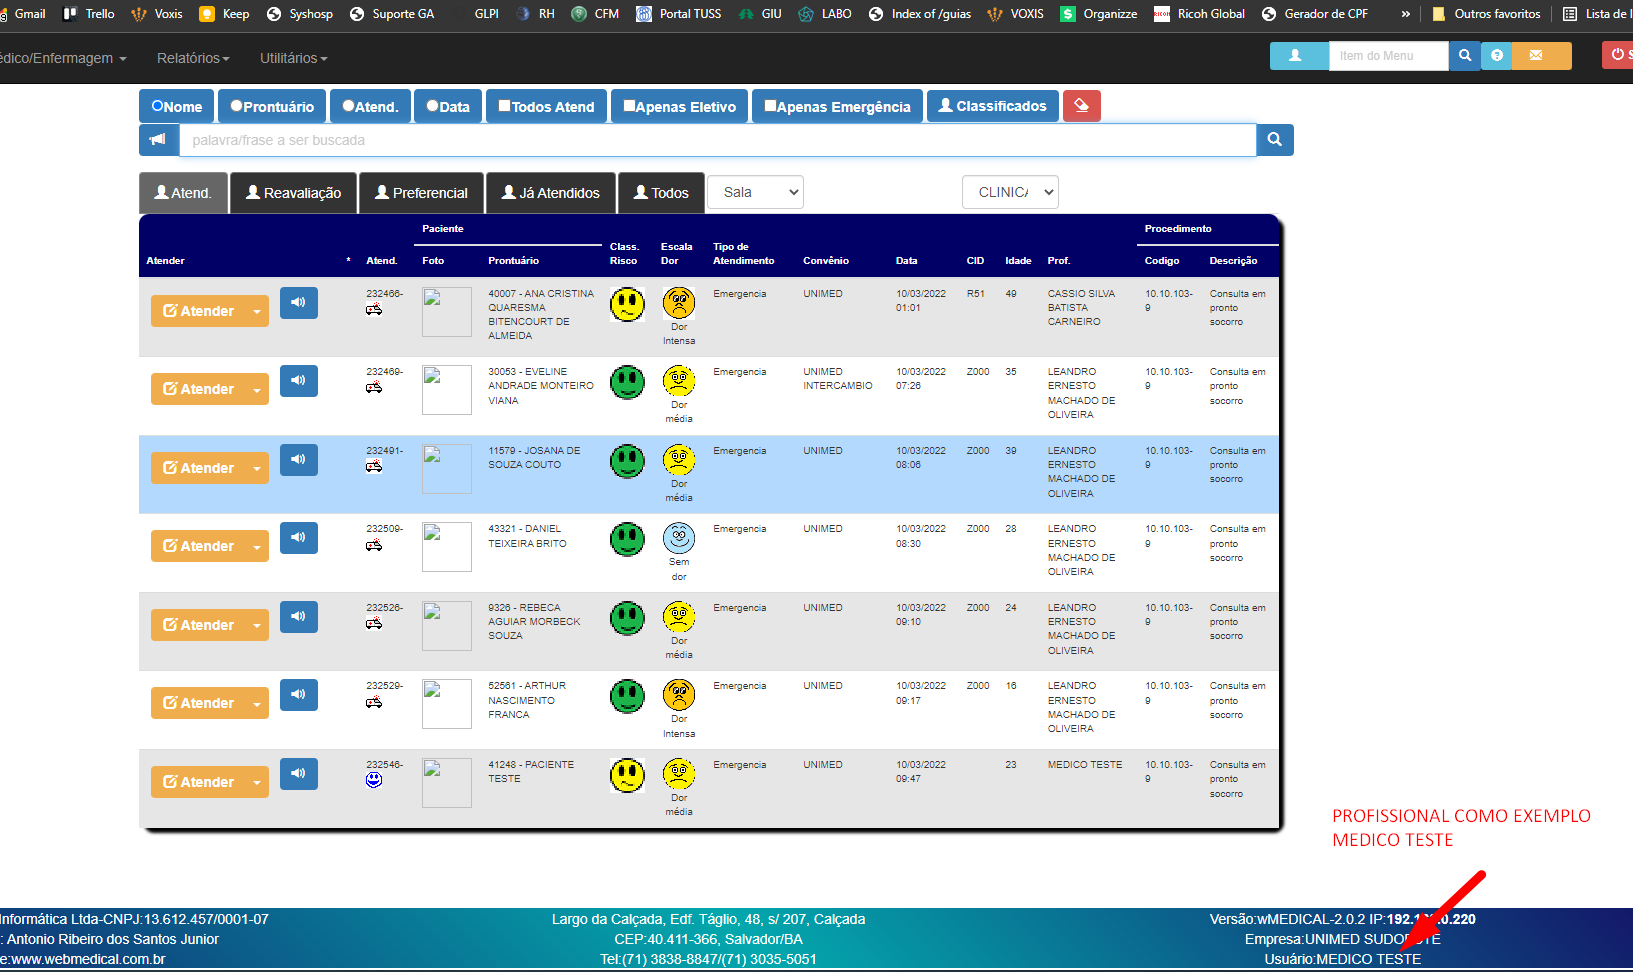 Gmail Trello Voxis Keep Syshosp Suporte GA GLPI RH CFM Portal TUSS GIU LABO Index of /guias VOXIS Organizze Ricoh Global Gerador de CPF » Outros favoritos Lista de
édico/Enfermagem Relatórios Utilitários Item do Menu
Nome Prontuário Atend. Data Todos Atend Apenas Eletivo Apenas Emergência Classificados
palavra/frase a ser buscada
Atend. Reavaliação Preferencial Já Atendidos Todos Sala CLINICA
Paciente Procedimento
Class. Escala Tipo de
Atender * Atend. Foto Prontuário Risco Dor Atendimento Convênio Data CID Idade Prof. Codigo Descrição
Atender 232466- 40007 - ANA CRISTINA Emergencia UNIMED 10/03/2022 R51 49 CASSIO SILVA 10.10.103- Consulta em
QUARESMA 01:01 BATISTA 9 pronto
BITENCOURT DE Dor CARNEIRO socorro
ALMEIDA Intensa
Atender 232469- 30053 - EVELINE Emergencia UNIMED 10/03/2022 Z000 35 LEANDRO 10.10.103- Consulta em
ANDRADE MONTEIRO INTERCAMBIO 07:26 ERNESTO 9 pronto
VIANA Dor MACHADO DE socorro
média OLIVEIRA
Atender 232491- 11579 - JOSANA DE Emergencia UNIMED 10/03/2022 Z000 39 LEANDRO 10.10.103- Consulta em
SOUZA COUTO 08:06 ERNESTO 9 pronto
Dor MACHADO DE socorro
média OLIVEIRA
Atender 232509- 43321 - DANIEL Emergencia UNIMED 10/03/2022 Z000 28 LEANDRO 10.10.103- Consulta em
TEIXEIRA BRITO 08:30 ERNESTO 9 pronto
Sem MACHADO DE socorro
dor OLIVEIRA
Atender 232526- 9326 - REBECA Emergencia UNIMED 10/03/2022 Z000 24 LEANDRO 10.10.103- Consulta em
AGUIAR MORBECK 09:10 ERNESTO 9 pronto
SOUZA Dor MACHADO DE socorro
média OLIVEIRA
Atender 232529- 52561 - ARTHUR Emergencia UNIMED 10/03/2022 Z000 16 LEANDRO 10.10.103- Consulta em
NASCIMENTO 09:17 ERNESTO 9 pronto
FRANCA Dor MACHADO DE socorro
Intensa OLIVEIRA
Atender 232546- 41248 - PACIENTE Emergencia UNIMED 10/03/2022 23 MEDICO TESTE 10.10.103- Consulta em
TESTE 09:47 9 pronto
Dor socorro
média
PROFISSIONAL COMO EXEMPLO
MEDICO TESTE
Informática Ltda-CNPJ:13.612.457/0001-07 Largo da Calçada, Edf. Táglio, 48, s/ 207, Calçada Versão:wMEDICAL-2.0.2 IP:
: Antonio Ribeiro dos Santos Junior CEP:40.411-366, Salvador/BA Empresa:UNIMED
e:www.webmedical.com.br Tel:(71) 3838-8847/(71) 3035-5051 Usuário:MEDICO TESTE